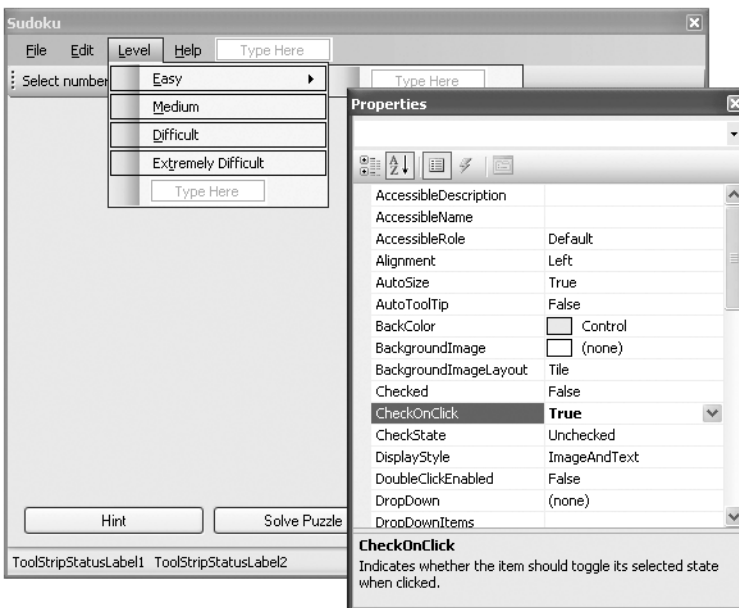 Sudoku
File Edit Level Help Type Here
Select number
Easy
Type Here
Medium
Difficult
Extremely Difficult
Type Here
Hint
Solve Puzzle
ToolStripStatusLabel1 ToolStripStatusLabel2
Properties
AccessibleDescription
AccessibleName
AccessibleRole Default
Alignment Left
AutoSize True
AutoToolTip False
BackColor Control
BackgroundImage (none)
BackgroundImageLayout Tile
Checked False
CheckOnClick True
CheckState Unchecked
DisplayStyle ImageAndText
DoubleClickEnabled False
DropDown (none)
DropDownItems
CheckOnClick
Indicates whether the item should toggle its selected state
when clicked.